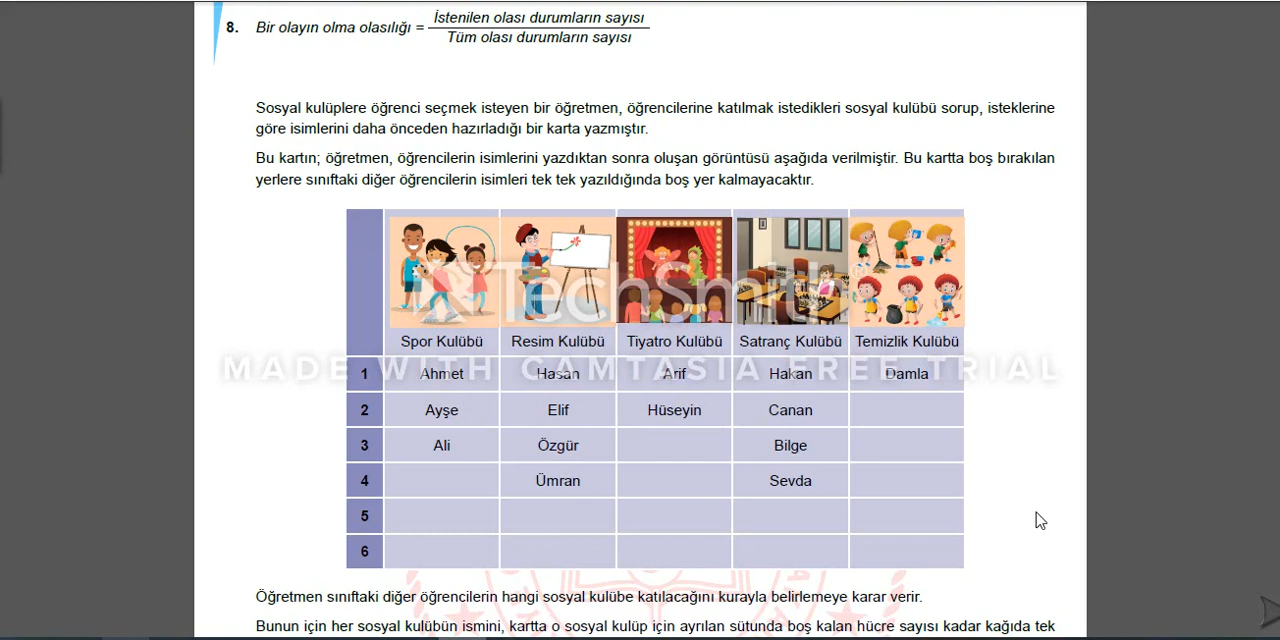 8. Bir olayın olma olasılığı = İstenilen olası durumların sayısı
Tüm olası durumların sayısı
Sosyal kulüplere öğrenci seçmek isteyen bir öğretmen, öğrencilerine katılmak istedikleri sosyal kulübü sorup, isteklerine
göre isimlerini daha önceden hazırladığı bir karta yazmıştır.
Bu kartın; öğretmen, öğrencilerin isimlerini yazdıktan sonra oluşan görüntüsü aşağıda verilmiştir. Bu kartta boş bırakılan
yerlere sınıftaki diğer öğrencilerin isimleri tek tek yazıldığında boş yer kalmayacaktır.
TechSmith
Spor Kulübü Resim Kulübü Tiyatro Kulübü Satranç Kulübü Temizlik Kulübü
MADE WITH CAMTASIA FREE TRIAL
1 Ahmet Hasan Arif Hakan Damla
2 Ayşe Elif Hüseyin Canan
3 Ali Özgür Bilge
4 Ümran Sevda
5
6
Öğretmen sınıftaki diğer öğrencilerin hangi sosyal kulübe katılacağını kurayla belirlemeye karar verir.
Bunun için her sosyal kulübün ismini, kartta o sosyal kulüp için ayrılan sütunda boş kalan hücre sayısı kadar kağıda tek